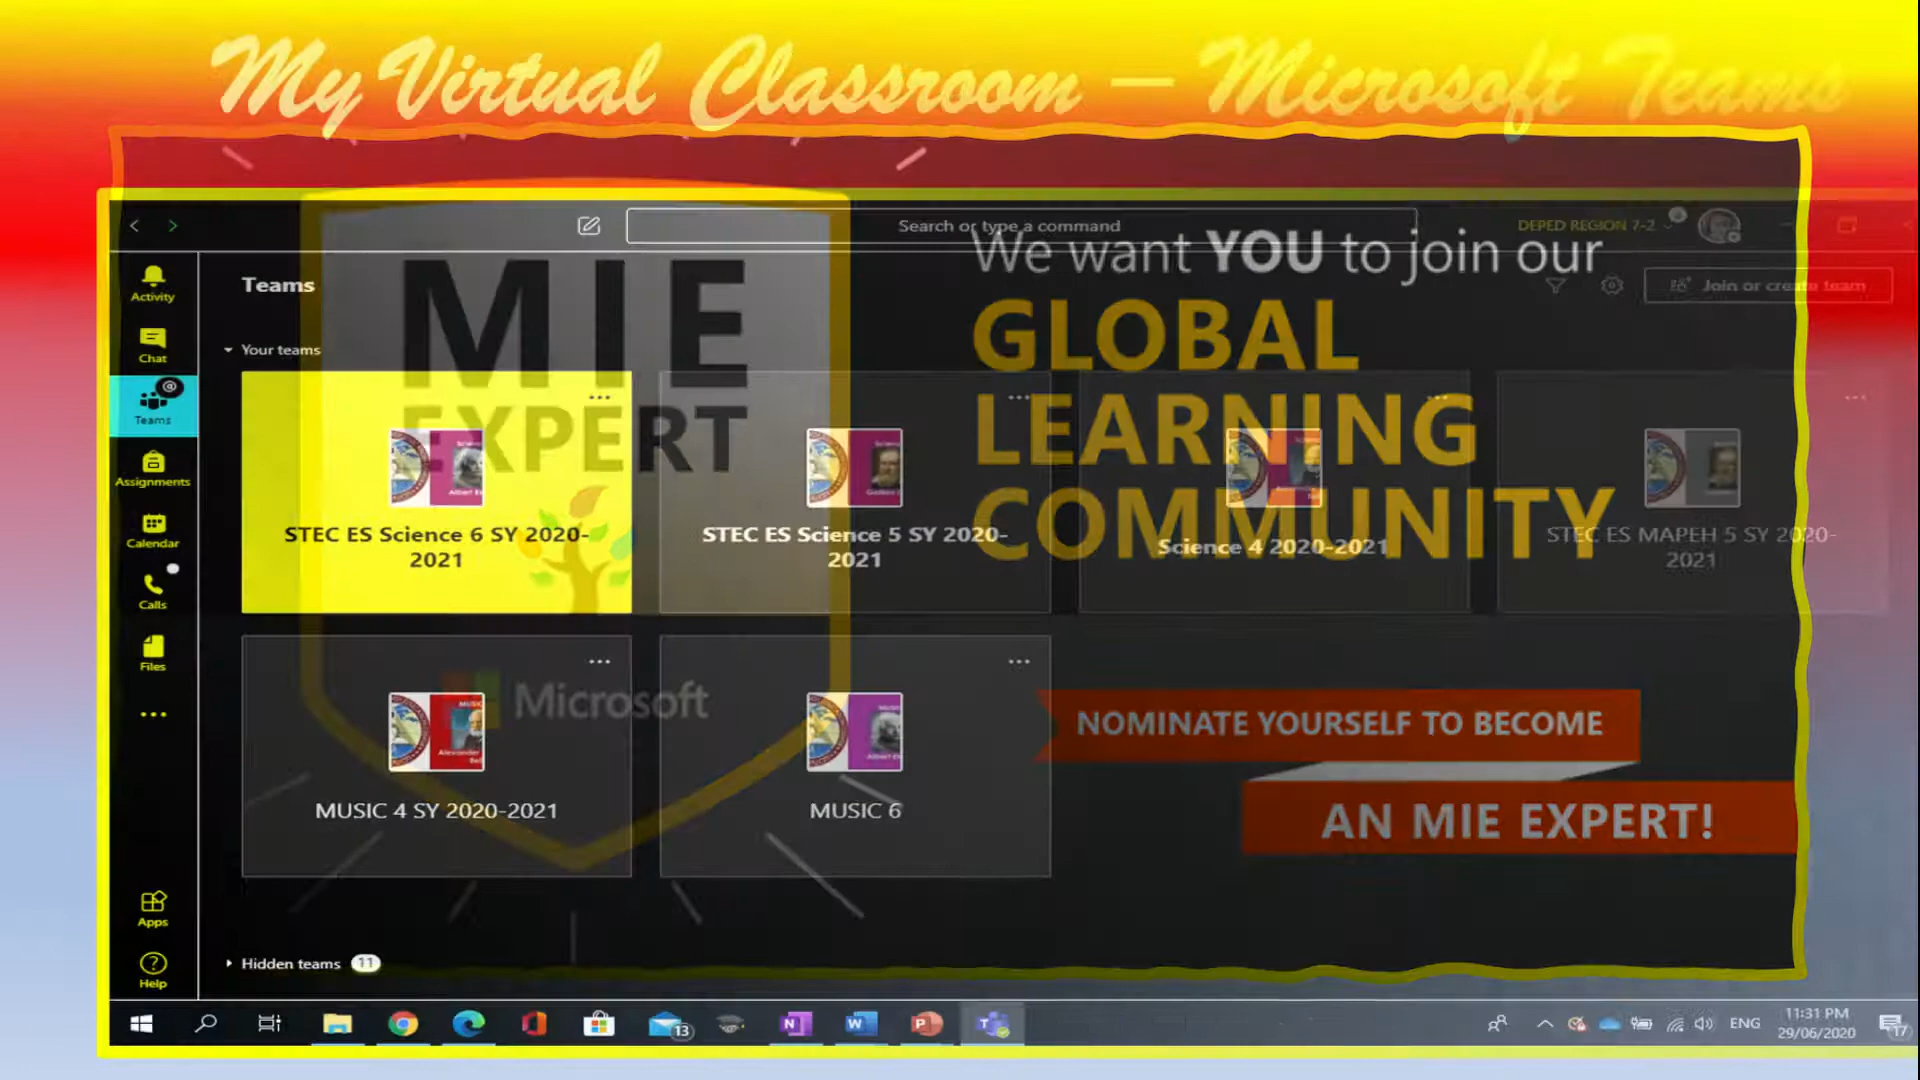 My Virtual Classroom — Microsoft Teams
Search or type a command
DEPED REGION 7-2
We want YOU to join our
GLOBAL
LEARNING
COMMUNITY
MIE
EXPERT
Microsoft
NOMINATE YOURSELF TO BECOME
AN MIE EXPERT!
Activity
Chat
Teams
Assignments
Calendar
Calls
Files
Apps
Help
Teams
Join or create team
Your teams
STEC ES Science 6 SY 2020-
2021
STEC ES Science 5 SY 2020-
2021
Science 4 2020-2021
STEC ES MAPEH 5 SY 2020-
2021
MUSIC 4 SY 2020-2021
MUSIC 6
Hidden teams 11
13
ENG
11:31 PM
29/06/2020
17